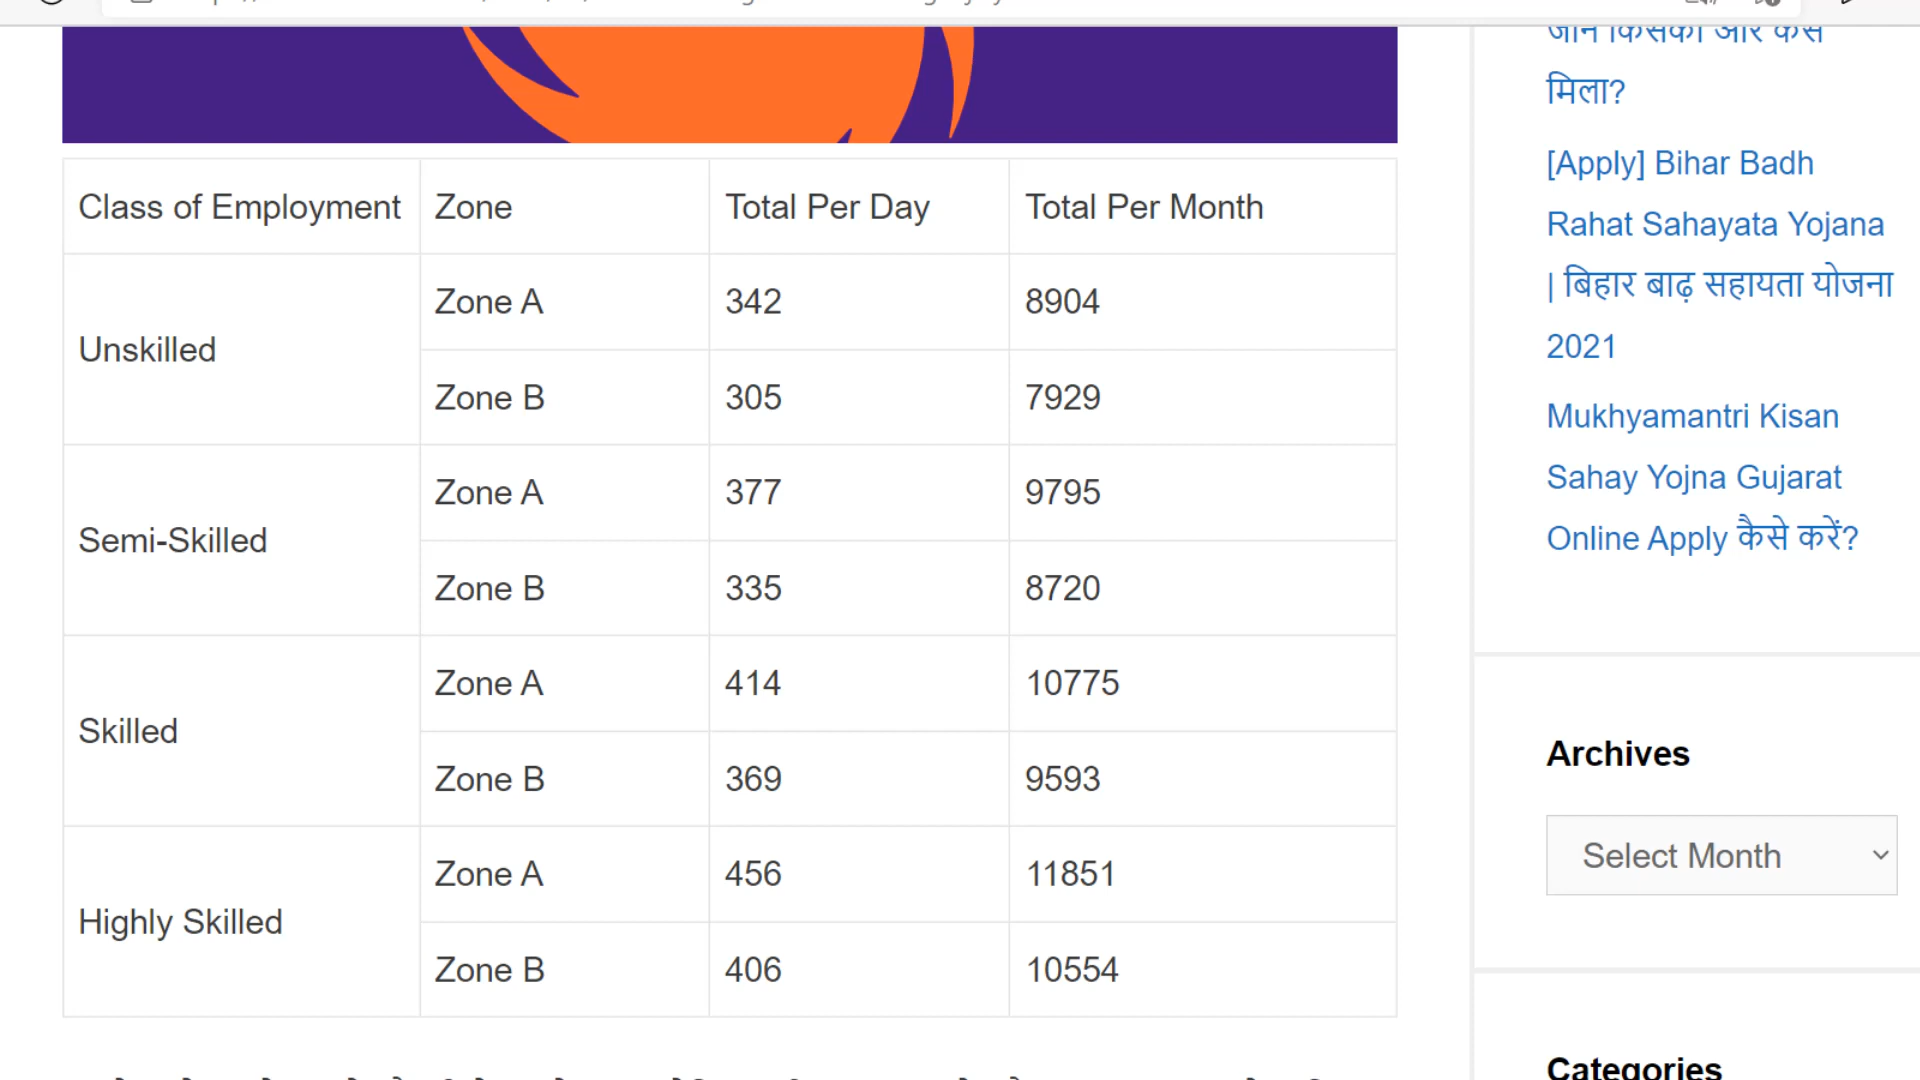 Class of Employment Zone Total Per Day Total Per Month
Unskilled
Zone A 342 8904
Zone B 305 7929
Semi-Skilled
Zone A 377 9795
Zone B 335 8720
Skilled
Zone A 414 10775
Zone B 369 9593
Highly Skilled
Zone A 456 11851
Zone B 406 10554
मिला?
[Apply] Bihar Badh
Rahat Sahayata Yojana
| बिहार बाढ़ सहायता योजना
2021
Mukhyamantri Kisan
Sahay Yojna Gujarat
Online Apply कैसे करें?
Archives
Select Month
Categories